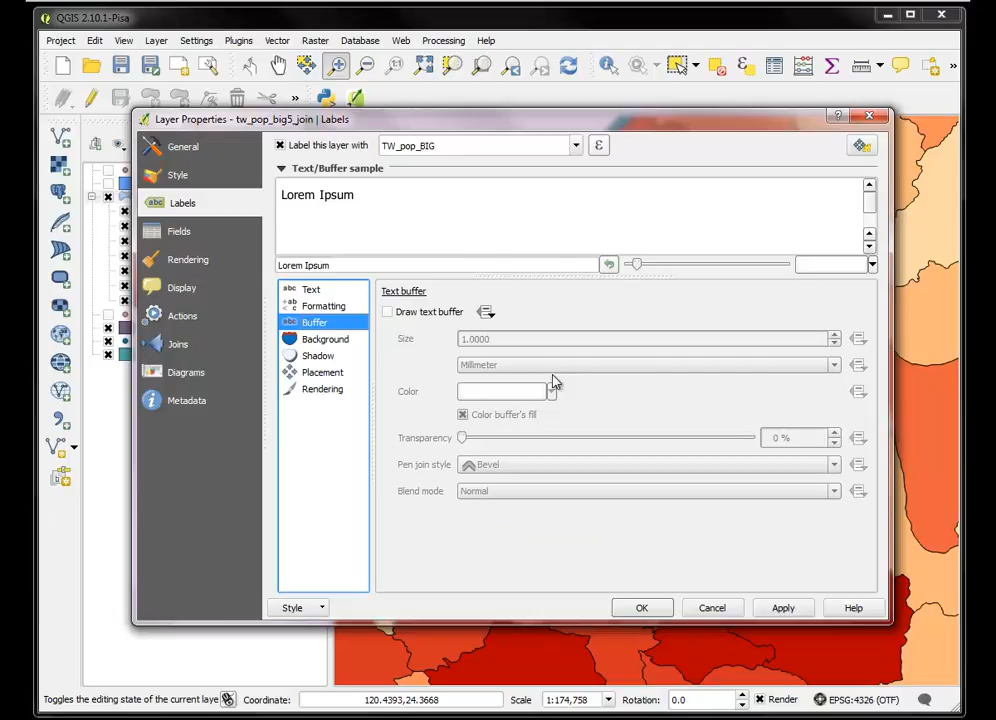 QGIS 2.10.1-Pisa
Project Edit View Layer Settings Plugins Vector Raster Database Web Processing Help
Layer Properties - tw_pop_big5_join | Labels
General
Style
Labels
Fields
Rendering
Display
Actions
Joins
Diagrams
Metadata
Label this layer with TW_pop_BIG ε
Text/Buffer sample
Lorem Ipsum
Lorem Ipsum
Text
Formatting
Buffer
Background
Shadow
Placement
Rendering
Text buffer
Draw text buffer
Size 1.0000
Millimeter
Color
Color buffer's fill
Transparency 0 %
Pen join style Bevel
Blend mode Normal
Style OK Cancel Apply Help
Toggles the editing state of the current laye Coordinate: 120.4393,24.3668 Scale 1:174,758 Rotation: 0.0 Render EPSG:4326 (OTF)